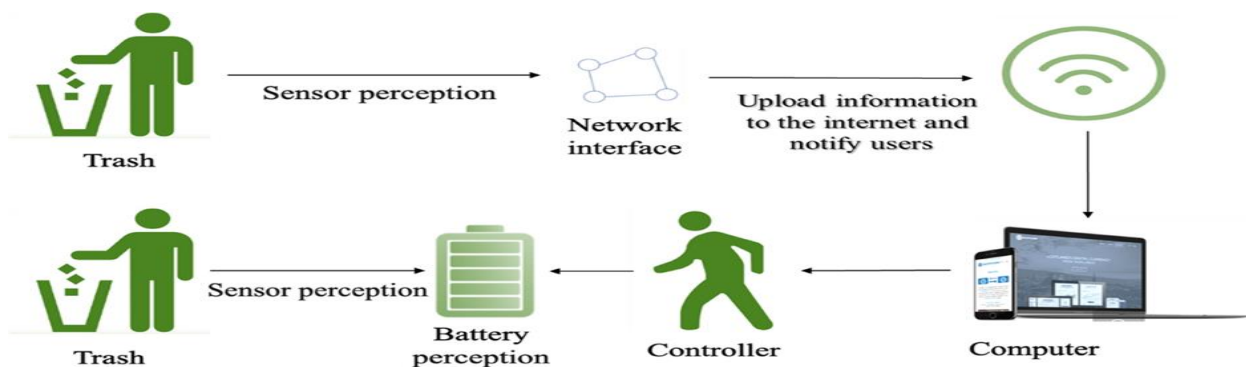 Sensor perception
Network
interface
Upload information
to the internet and
notify users
Trash
Sensor perception
Battery
perception
Controller
Computer
Trash